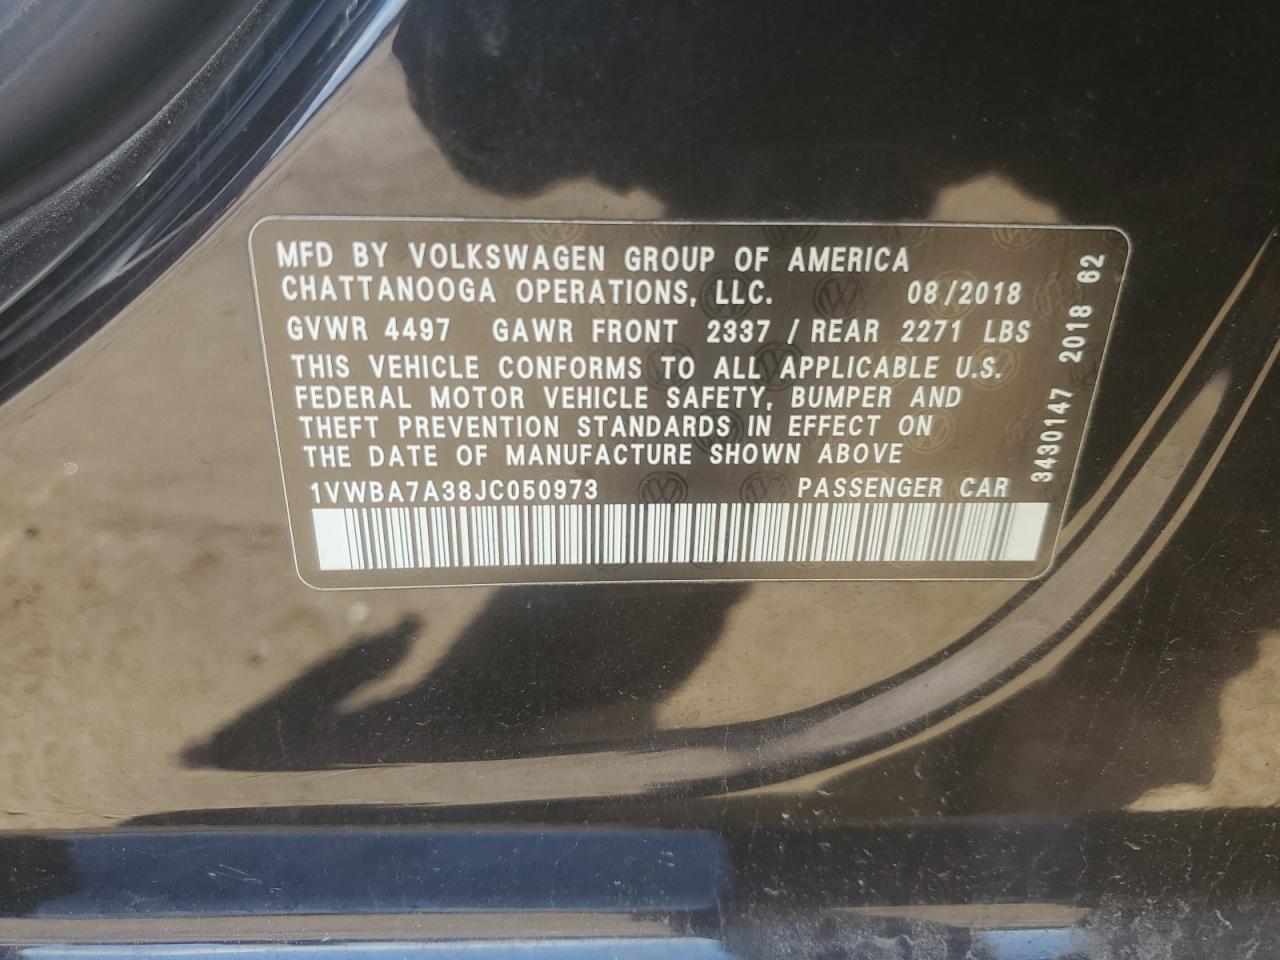 MFD BY VOLKSWAGEN GROUP OF AMERICA
CHATTANOOGA OPERATIONS, LLC. 08/2018
GVWR 4497 GAWR FRONT 2337 / REAR 2271 LBS
THIS VEHICLE CONFORMS TO ALL APPLICABLE U.S.
FEDERAL MOTOR VEHICLE SAFETY, BUMPER AND
THEFT PREVENTION STANDARDS IN EFFECT ON
THE DATE OF MANUFACTURE SHOWN ABOVE
1VWBA7A38JC050973 PASSENGER CAR
3430147 2018 62